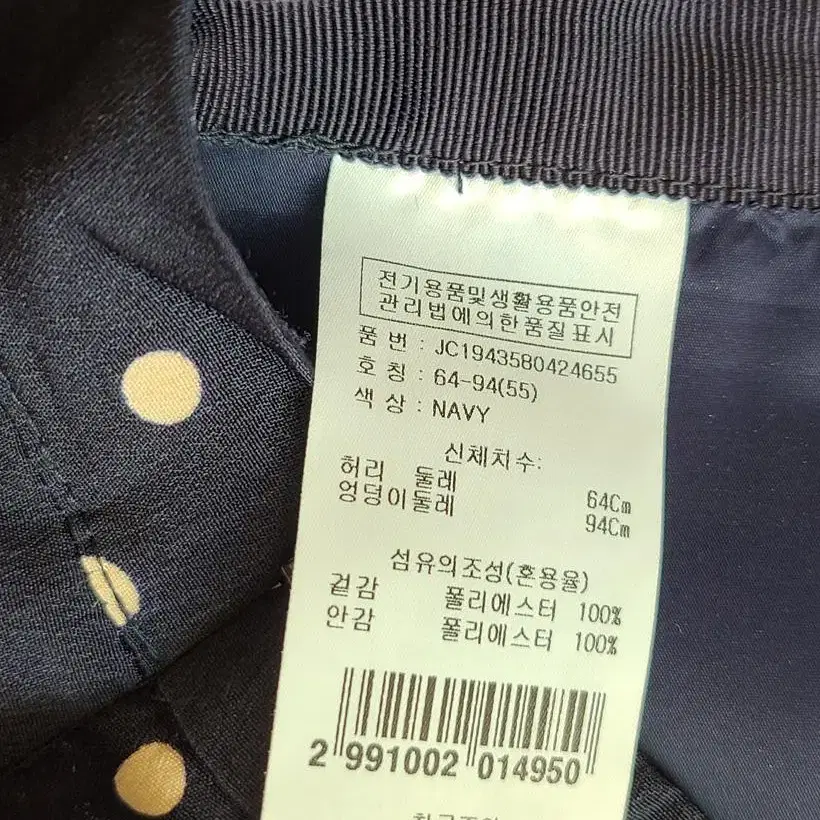 전기용품및생활용품안전
관리법에의한품질표시
품 번 : JC1943580424655
호 칭 : 64-94(55)
색 상 : NAVY
신체치수:
허리 둘레 64Cm
엉덩이둘레 94Cm
섬유의조성(혼용율)
겉감 폴리에스터 100%
안감 폴리에스터 100%
2 991002 014950